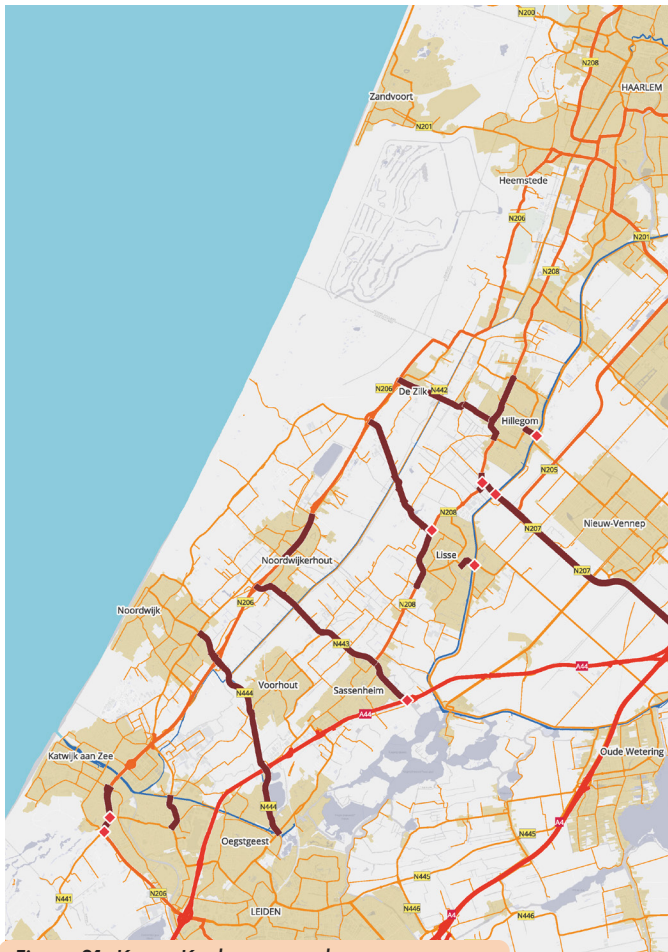 N200
N208
HAARLEM
Zandvoort
N201
Heemstede
N206
N201
N208
N206
De Zilk
N442
Hillegom
N205
N208
N207
Nieuw-Vennep
Lisse
Noordwijkerhout
N207
N206
N208
Noordwijk
N443
A44
Voorhout
Sassenheim
N444
A44
Katwijk aan Zee
Oude Wetering
N444
A4
N445
Oegstgeest
N445
N441
N206
LEIDEN
N446
A4
N446